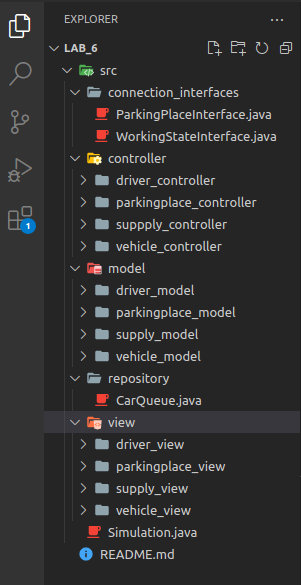 EXPLORER
LAB_6
src
connection_interfaces
ParkingPlaceInterface.java
WorkingStateInterface.java
controller
driver_controller
parkingplace_controller
suppply_controller
vehicle_controller
model
driver_model
parkingplace_model
supply_model
vehicle_model
repository
CarQueue.java
view
driver_view
parkingplace_view
supply_view
vehicle_view
Simulation.java
README.md
1